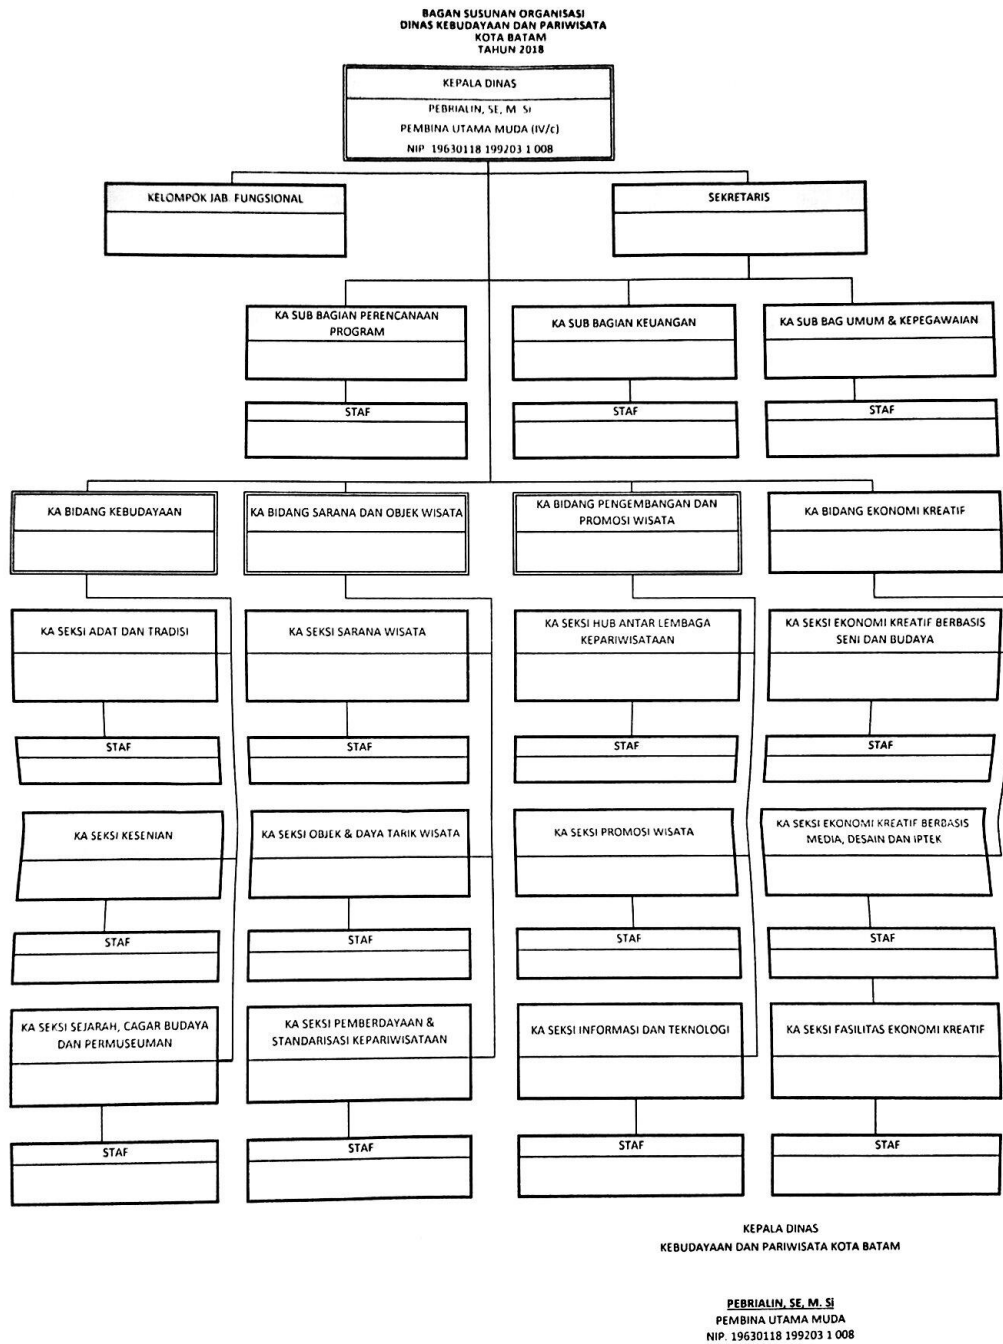 BAGAN SUSUNAN ORGANISASI
DINAS KEBUDAYAAN DAN PARIWISATA
KOTA BATAM
TAHUN 2018
KEPALA DINAS
PEBRIALIN, SE, M Si
PEMBINA UTAMA MUDA (IV/c)
NIP 19630118 199203 1 008
KELOMPOK JAB. FUNGSIONAL
SEKRETARIS
KA SUB BAGIAN PERENCANAAN
PROGRAM
KA SUB BAGIAN KEUANGAN
KA SUB BAG UMUM & KEPEGAWAIAN
STAF
STAF
STAF
KA BIDANG KEBUDAYAAN
KA BIDANG SARANA DAN OBJEK WISATA
KA BIDANG PENGEMBANGAN DAN
PROMOSI WISATA
KA BIDANG EKONOMI KREATIF
KA SEKSI ADAT DAN TRADISI
KA SEKSI SARANA WISATA
KA SEKSI HUB ANTAR LEMBAGA
KEPARIWISATAAN
KA SEKSI EKONOMI KREATIF BERBASIS
SENI DAN BUDAYA
STAF
STAF
STAF
STAF
KA SEKSI KESENIAN
KA SEKSI OBJEK & DAYA TARIK WISATA
KA SEKSI PROMOSI WISATA
KA SEKSI EKONOMI KREATIF BERBASIS
MEDIA, DESAIN DAN IPTEK
STAF
STAF
STAF
STAF
KA SEKSI SEJARAH, CAGAR BUDAYA
DAN PERMUSEUMAN
KA SEKSI PEMBERDAYAAN &
STANDARISASI KEPARIWISATAAN
KA SEKSI INFORMASI DAN TEKNOLOGI
KA SEKSI FASILITAS EKONOMI KREATIF
STAF
STAF
STAF
STAF
KEPALA DINAS
KEBUDAYAAN DAN PARIWISATA KOTA BATAM
PEBRIALIN, SE, M. Si
PEMBINA UTAMA MUDA
NIP. 19630118 199203 1 008